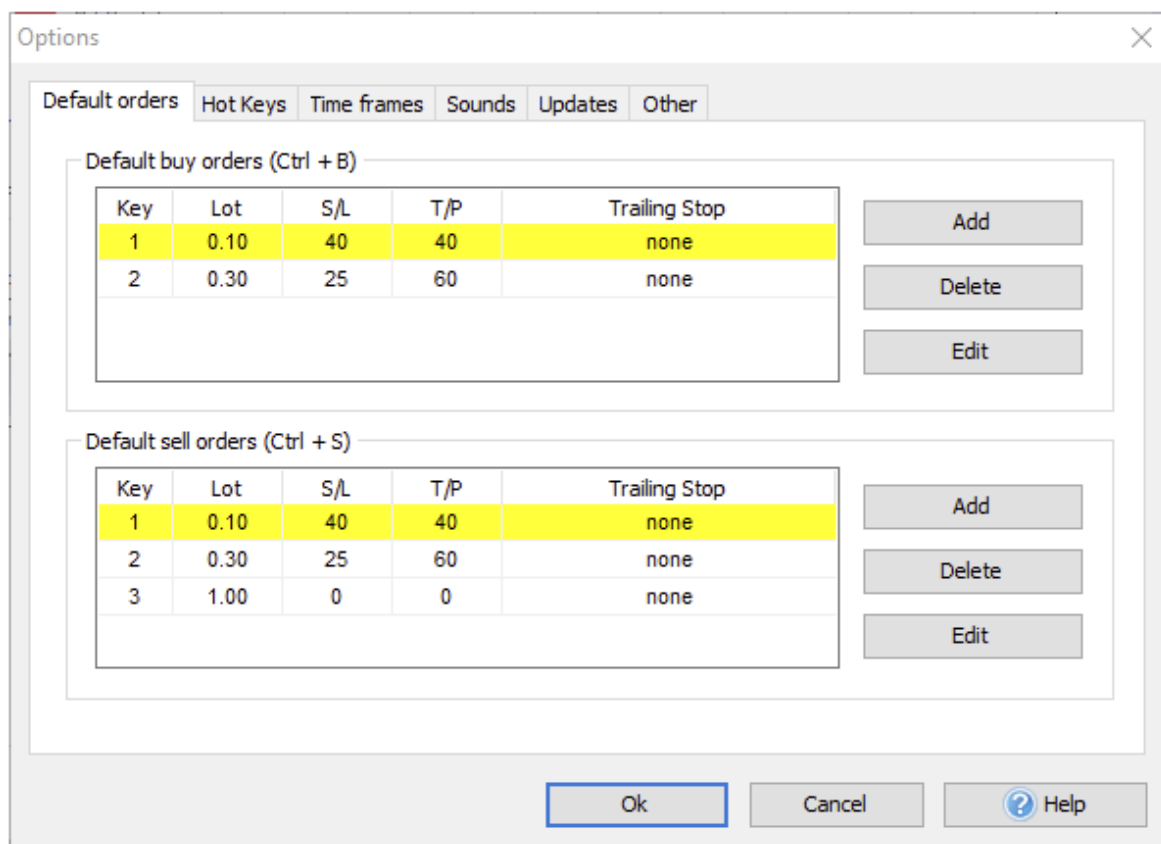 Options
Default orders Hot Keys Time frames Sounds Updates Other
Default buy orders (Ctrl + B)
Key Lot S/L T/P Trailing Stop
1 0.10 40 40 none
2 0.30 25 60 none
Add
Delete
Edit
Default sell orders (Ctrl + S)
Key Lot S/L T/P Trailing Stop
1 0.10 40 40 none
2 0.30 25 60 none
3 1.00 0 0 none
Add
Delete
Edit
Ok Cancel Help